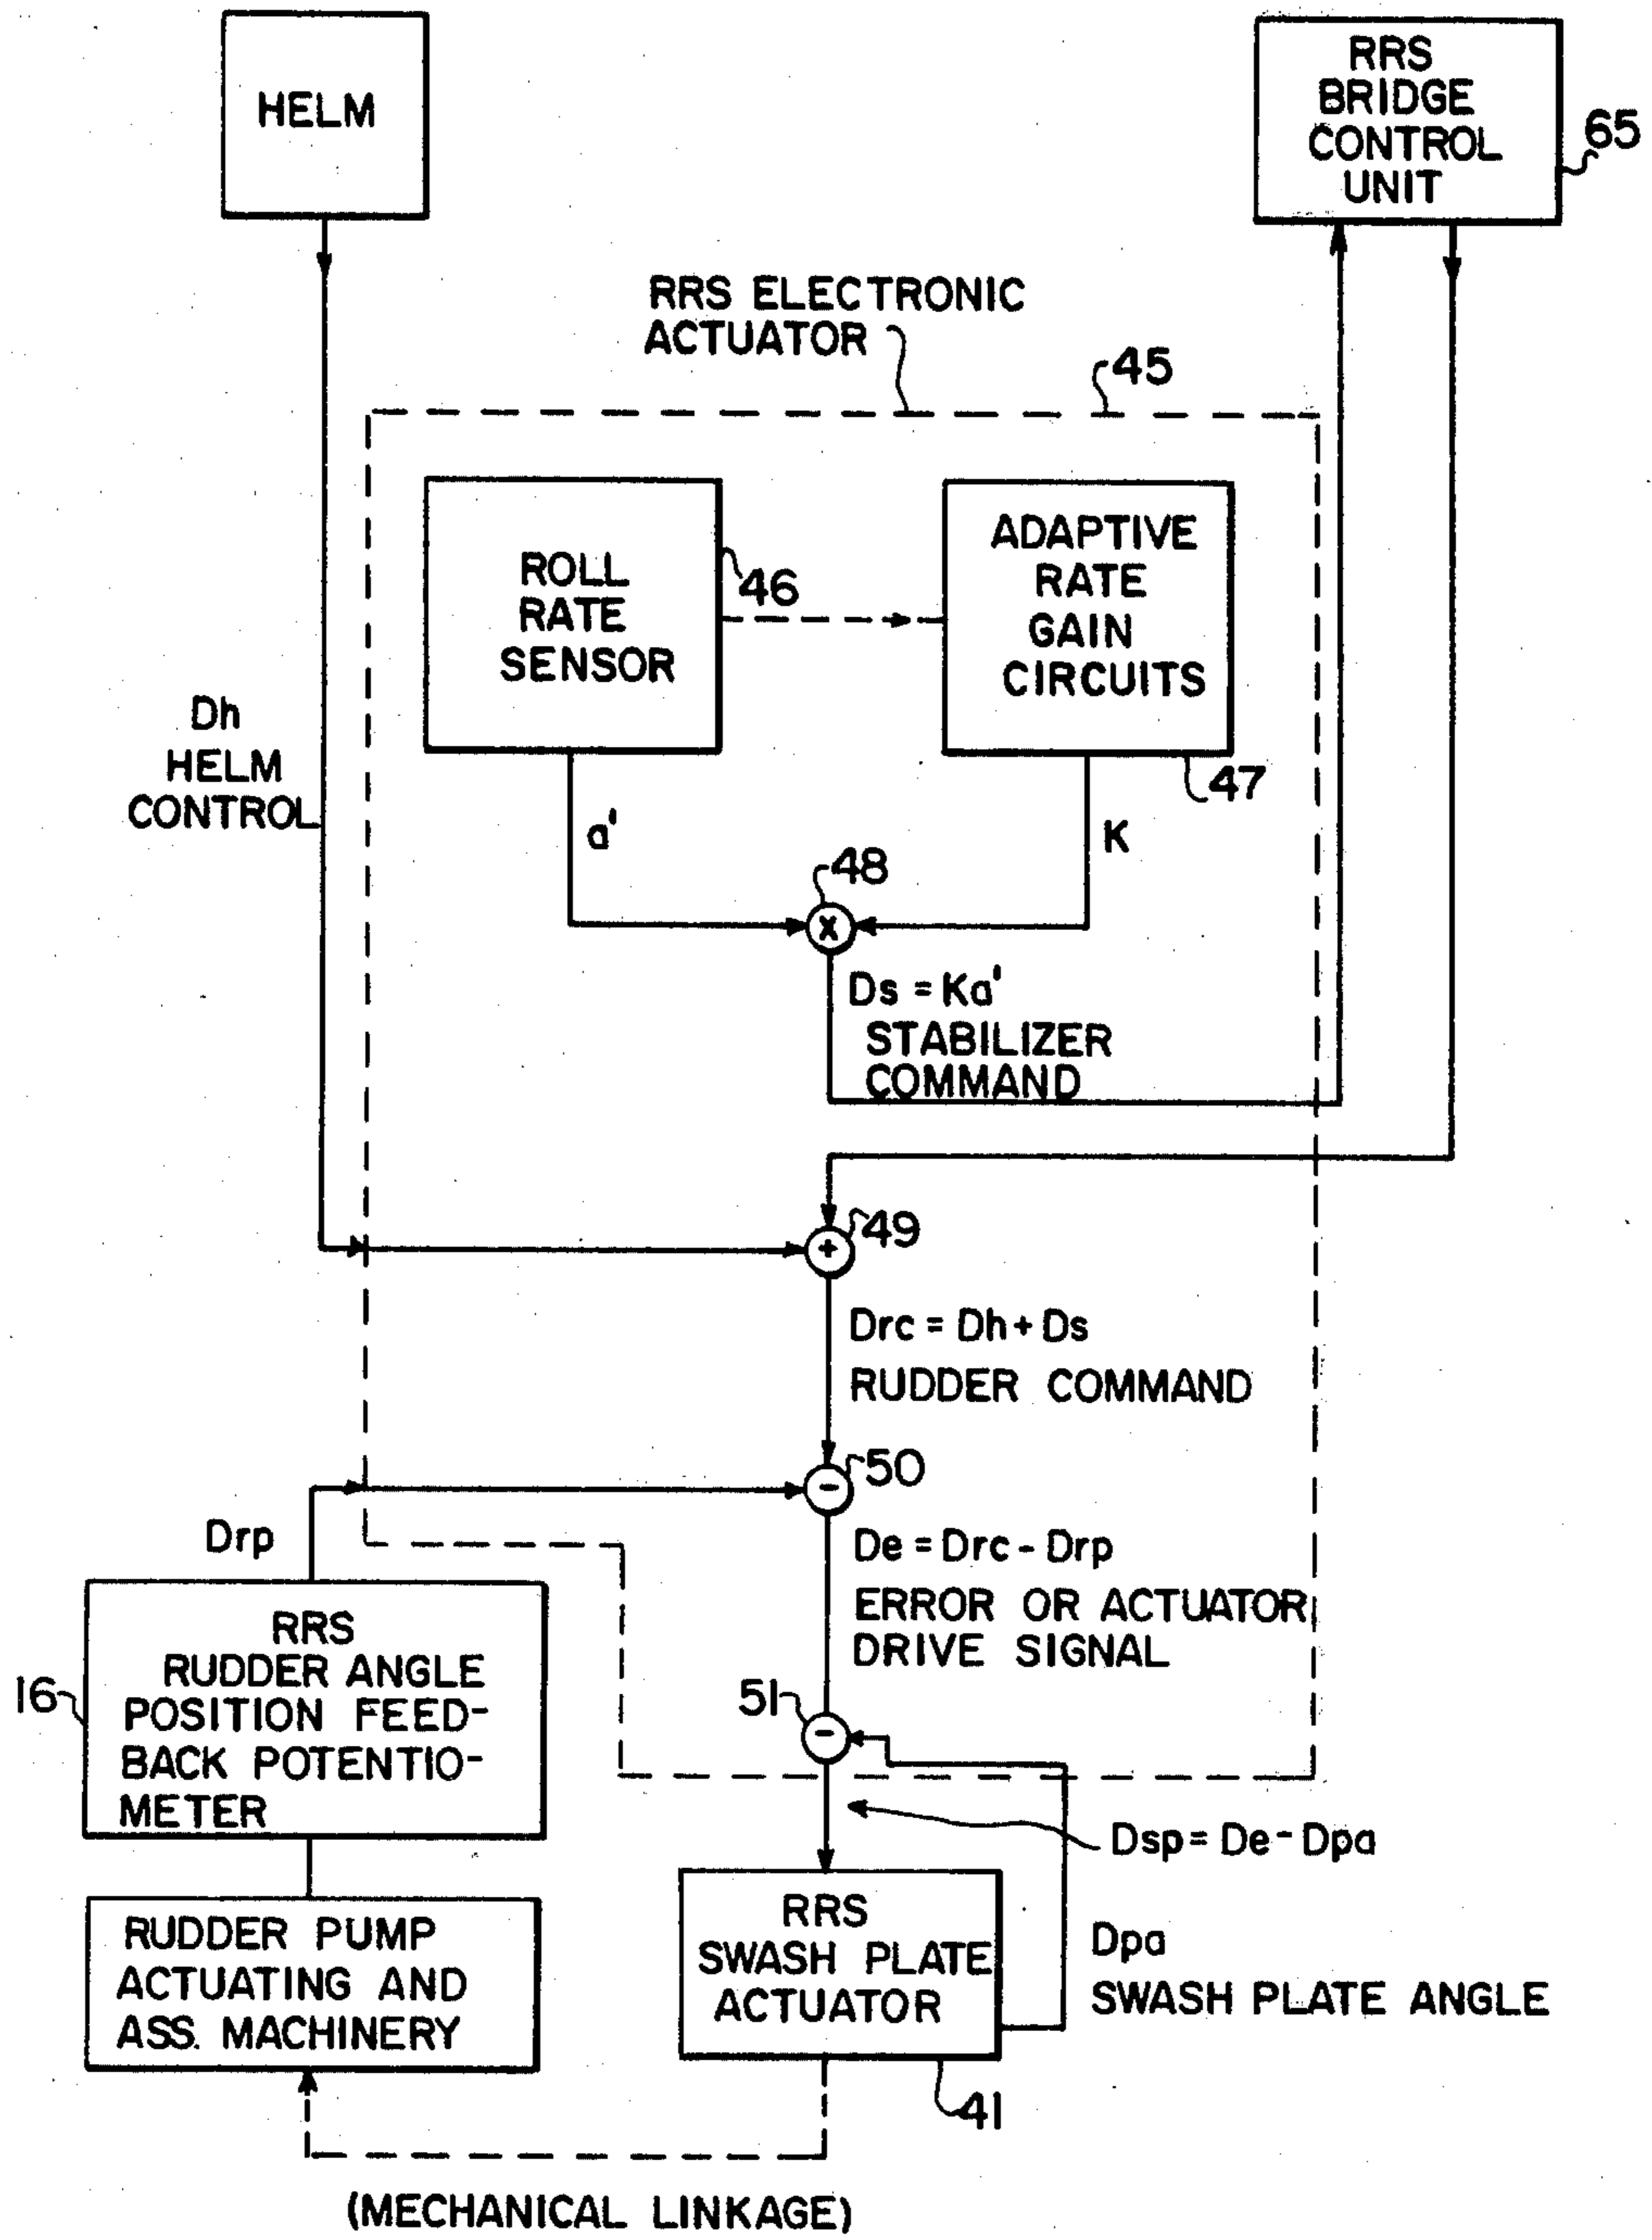 HELM
RRS
BRIDGE
CONTROL
UNIT
65
RRS ELECTRONIC
ACTUATOR
45
ROLL
RATE
SENSOR
46
ADAPTIVE
RATE
GAIN
CIRCUITS
47
Dh
HELM
CONTROL
a'
K
48
X
Ds = Ka'
STABILIZER
COMMAND
49
+
Drc = Dh + Ds
RUDDER COMMAND
50
-
Drp
De = Drc - Drp
ERROR OR ACTUATOR
DRIVE SIGNAL
16
RRS
RUDDER ANGLE
POSITION FEED-
BACK POTENTIO-
METER
51
-
Dsp = De - Dpa
RUDDER PUMP
ACTUATING AND
ASS. MACHINERY
RRS
SWASH PLATE
ACTUATOR
Dpa
SWASH PLATE ANGLE
41
(MECHANICAL LINKAGE)